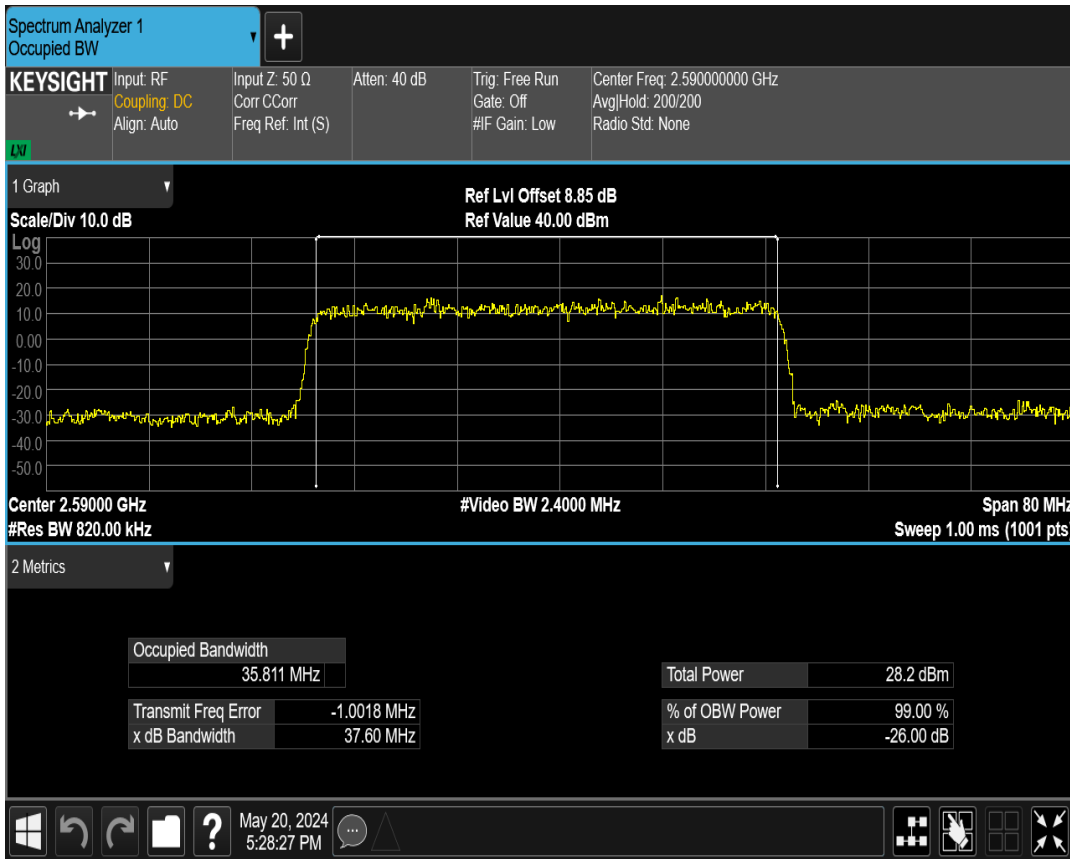 Spectrum Analyzer 1
Occupied BW
+
KEYSIGHT
LXI
Input: RF
Coupling: DC
Align: Auto
Input Z: 50 Ω
Corr CCorr
Freq Ref: Int (S)
Atten: 40 dB
Trig: Free Run
Gate: Off
#IF Gain: Low
Center Freq: 2.590000000 GHz
Avg|Hold: 200/200
Radio Std: None
1 Graph
Scale/Div 10.0 dB
Ref Lvl Offset 8.85 dB
Ref Value 40.00 dBm
Log
30.0
20.0
10.0
0.00
-10.0
-20.0
-30.0
-40.0
-50.0
Center 2.59000 GHz
#Video BW 2.4000 MHz
Span 80 MHz
#Res BW 820.00 kHz
Sweep 1.00 ms (1001 pts)
2 Metrics
Occupied Bandwidth
35.811 MHz
Transmit Freq Error -1.0018 MHz
x dB Bandwidth 37.60 MHz
Total Power 28.2 dBm
% of OBW Power 99.00 %
x dB -26.00 dB
?
May 20, 2024
5:28:27 PM